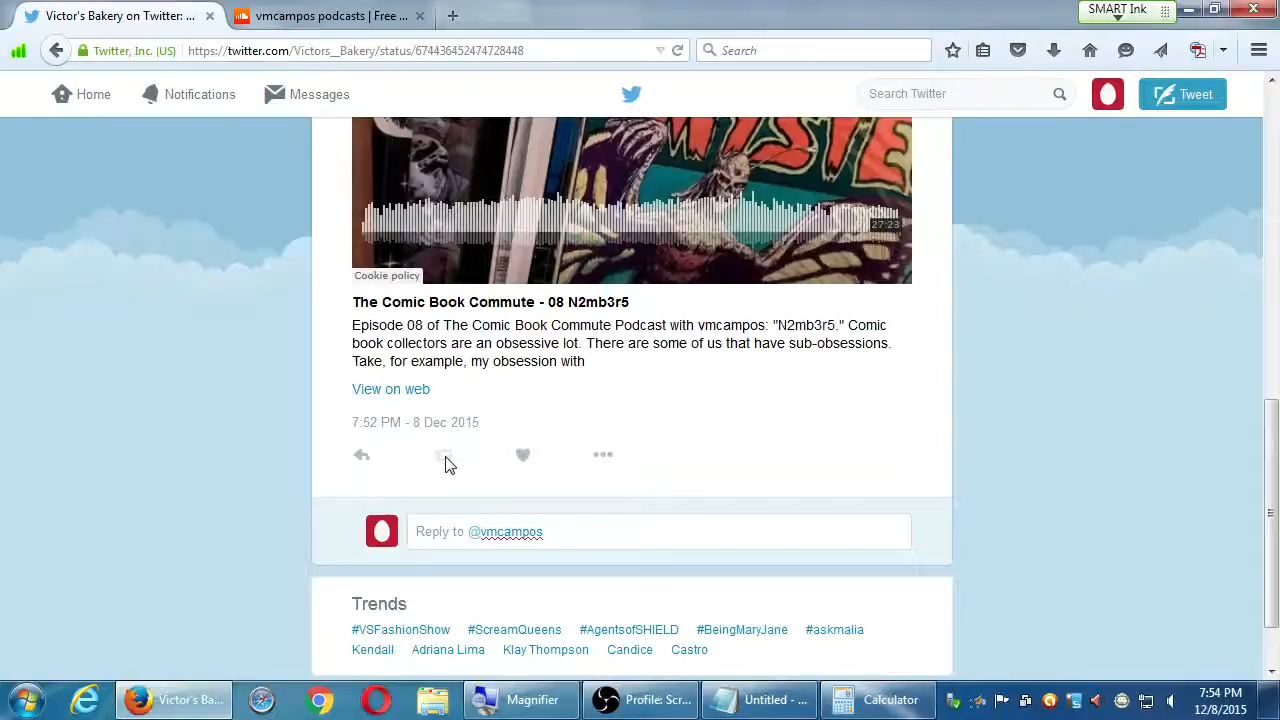 SMART Ink
Victor's Bakery on Twitter: ...
vmcampos podcasts | Free ...
Twitter, Inc. (US)
https://twitter.com/Victors__Bakery/status/674436452474728448
Search
Home
Notifications
Messages
Search Twitter
Tweet
27:23
Cookie policy
The Comic Book Commute - 08 N2mb3r5
Episode 08 of The Comic Book Commute Podcast with vmcampos: "N2mb3r5." Comic
book collectors are an obsessive lot. There are some of us that have sub-obsessions.
Take, for example, my obsession with
View on web
7:52 PM - 8 Dec 2015
Reply to @vmcampos
Trends
#VSFashionShow #ScreamQueens #AgentsofSHIELD #BeingMaryJane #askmalia
Kendall Adriana Lima Klay Thompson Candice Castro
Victor's Ba...
Magnifier
Profile: Scr...
Untitled - ...
Calculator
7:54 PM
12/8/2015